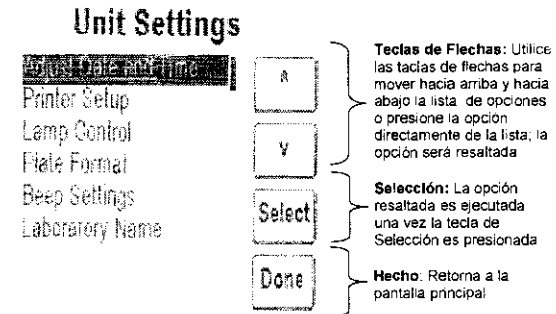 Unit Settings
Adjust Date and Time
Printer Setup
Lamp Control
Plate Format
Beep Settings
Laboratory Name
^
v
Select
Done
Teclas de Flechas: Utilice
las taclas de flechas para
mover hacia arriba y hacia
abajo la lista de opciones
o presione la opción
directamente de la lista; la
opción será resaltada
Selección: La opción
resaltada es ejecutada
una vez la tecla de
Selección es presionada
Hecho: Retorna a la
pantalla principal